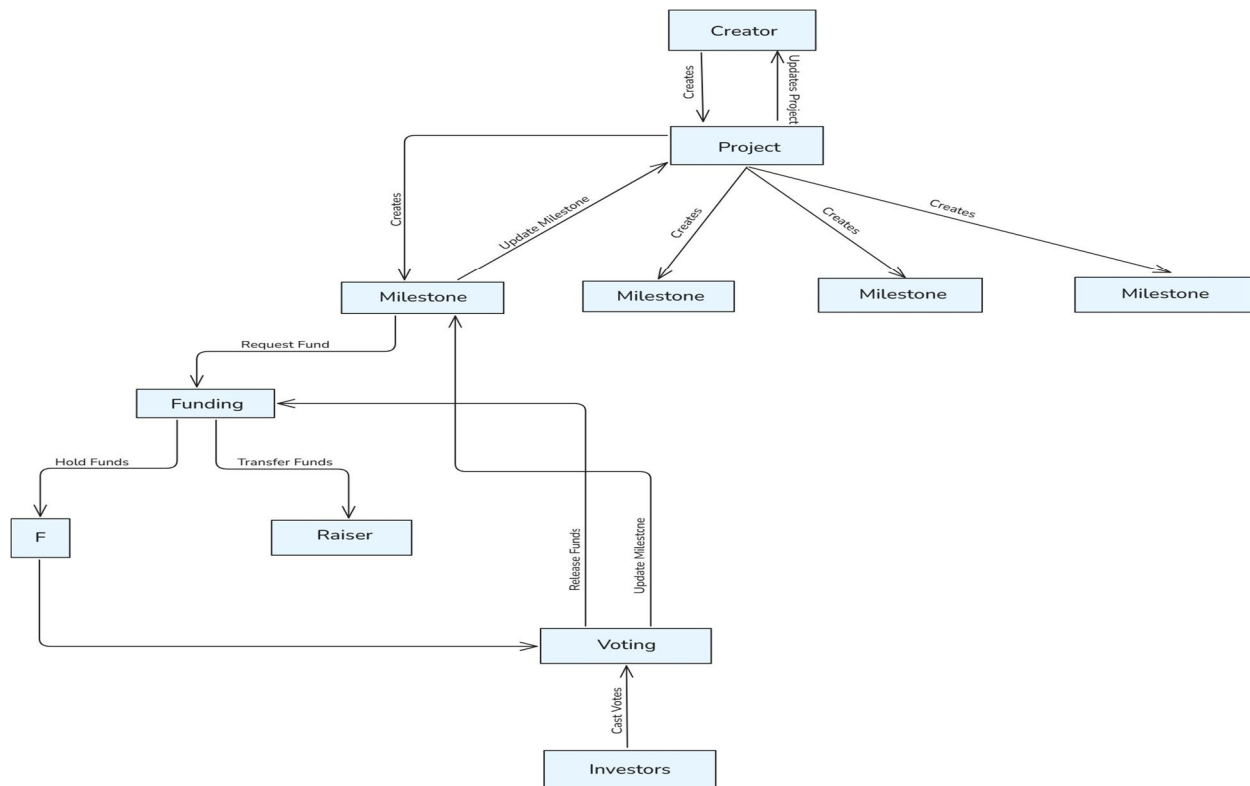 Creator
Creates
Updates Project
Project
Creates
Update Milestone
Creates
Creates
Creates
Milestone
Milestone
Milestone
Milestone
Request Fund
Funding
Hold Funds
Transfer Funds
F
Raiser
Release Funds
Update Milestone
Voting
Cast Votes
Investors